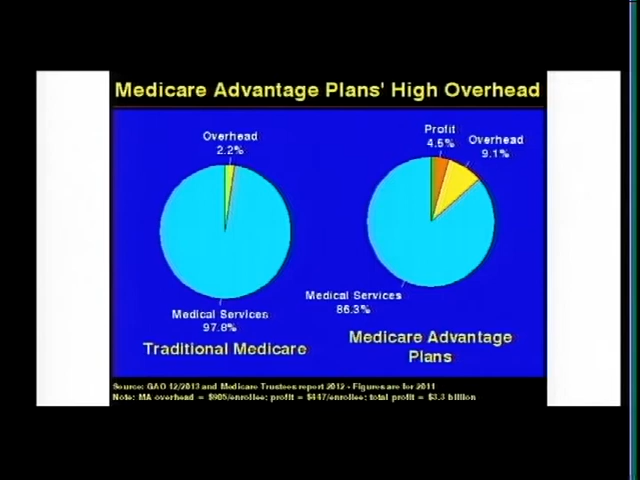 Medicare Advantage Plans' High Overhead
Overhead
2.2%
Medical Services
97.8%
Traditional Medicare
Profit
4.5%
Overhead
9.1%
Medical Services
86.3%
Medicare Advantage
Plans
Source: GAO 12/2013 and Medicare Trustees report 2012 - Figures are for 2011
Note: MA overhead = $905/enrollee; profit = $447/enrollee; total profit = $3.3 billion